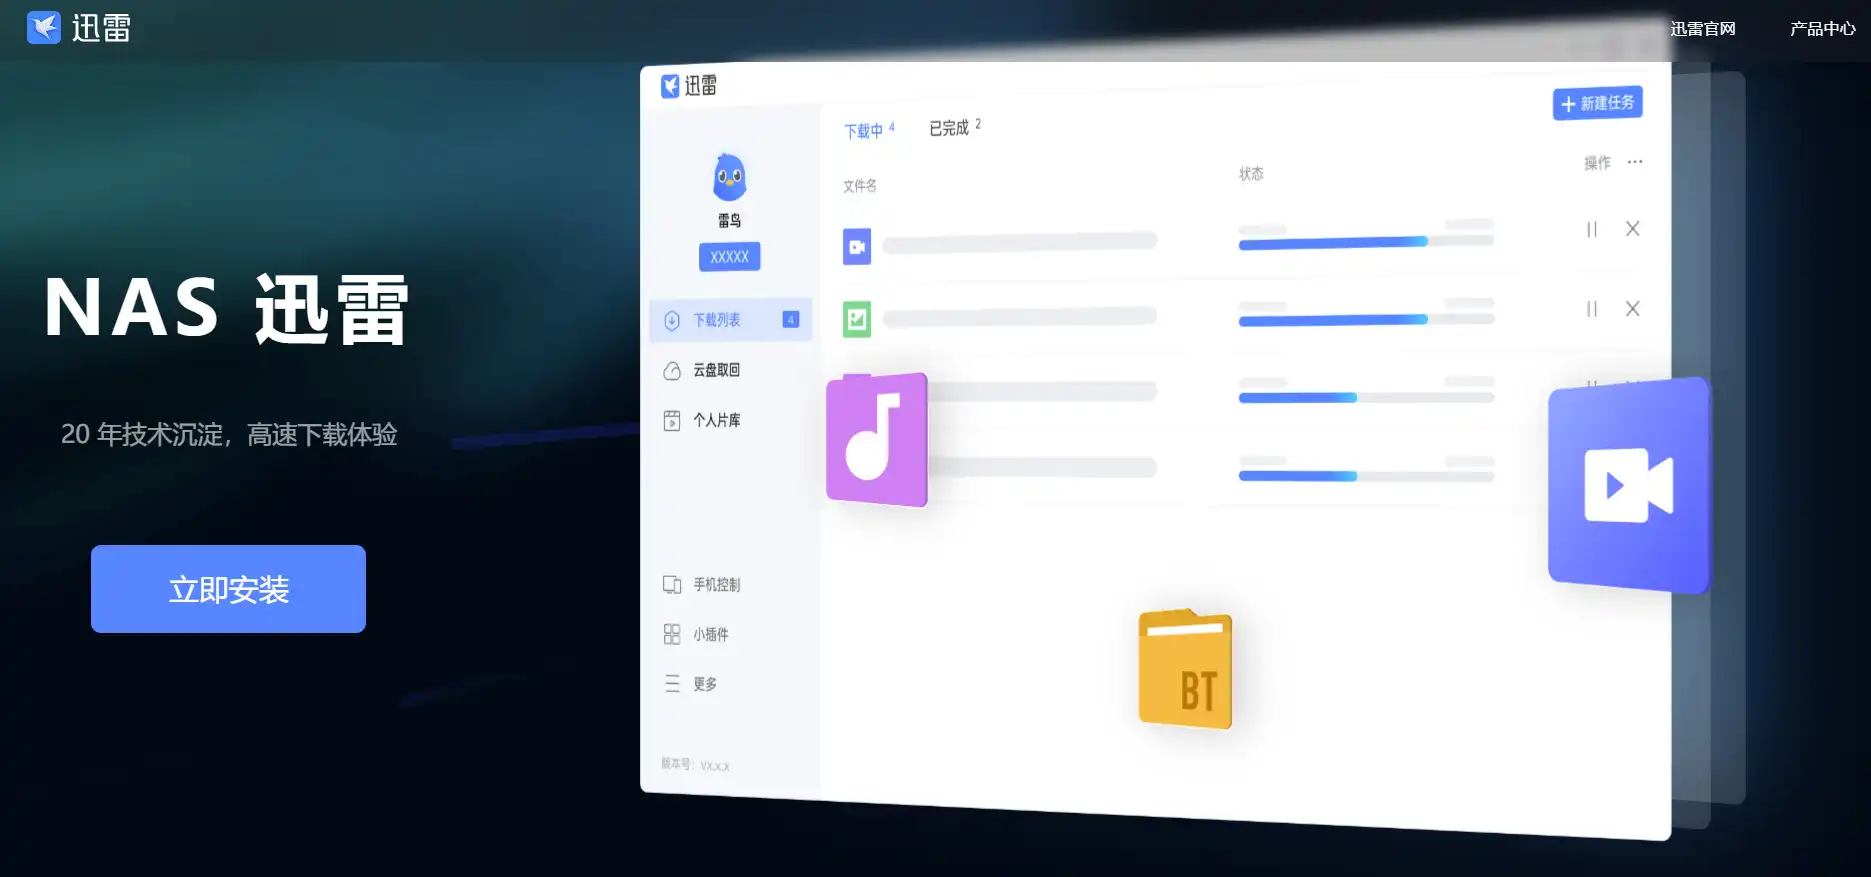 迅雷
迅雷官网
产品中心
NAS 迅雷
20 年技术沉淀，高速下载体验
立即安装
迅雷
雷鸟
XXXXX
下载列表 4
云盘取回
个人片库
手机控制
小插件
更多
版本号：VX.X.X
下载中 4
已完成 2
新建任务
文件名
状态
操作 ···
BT